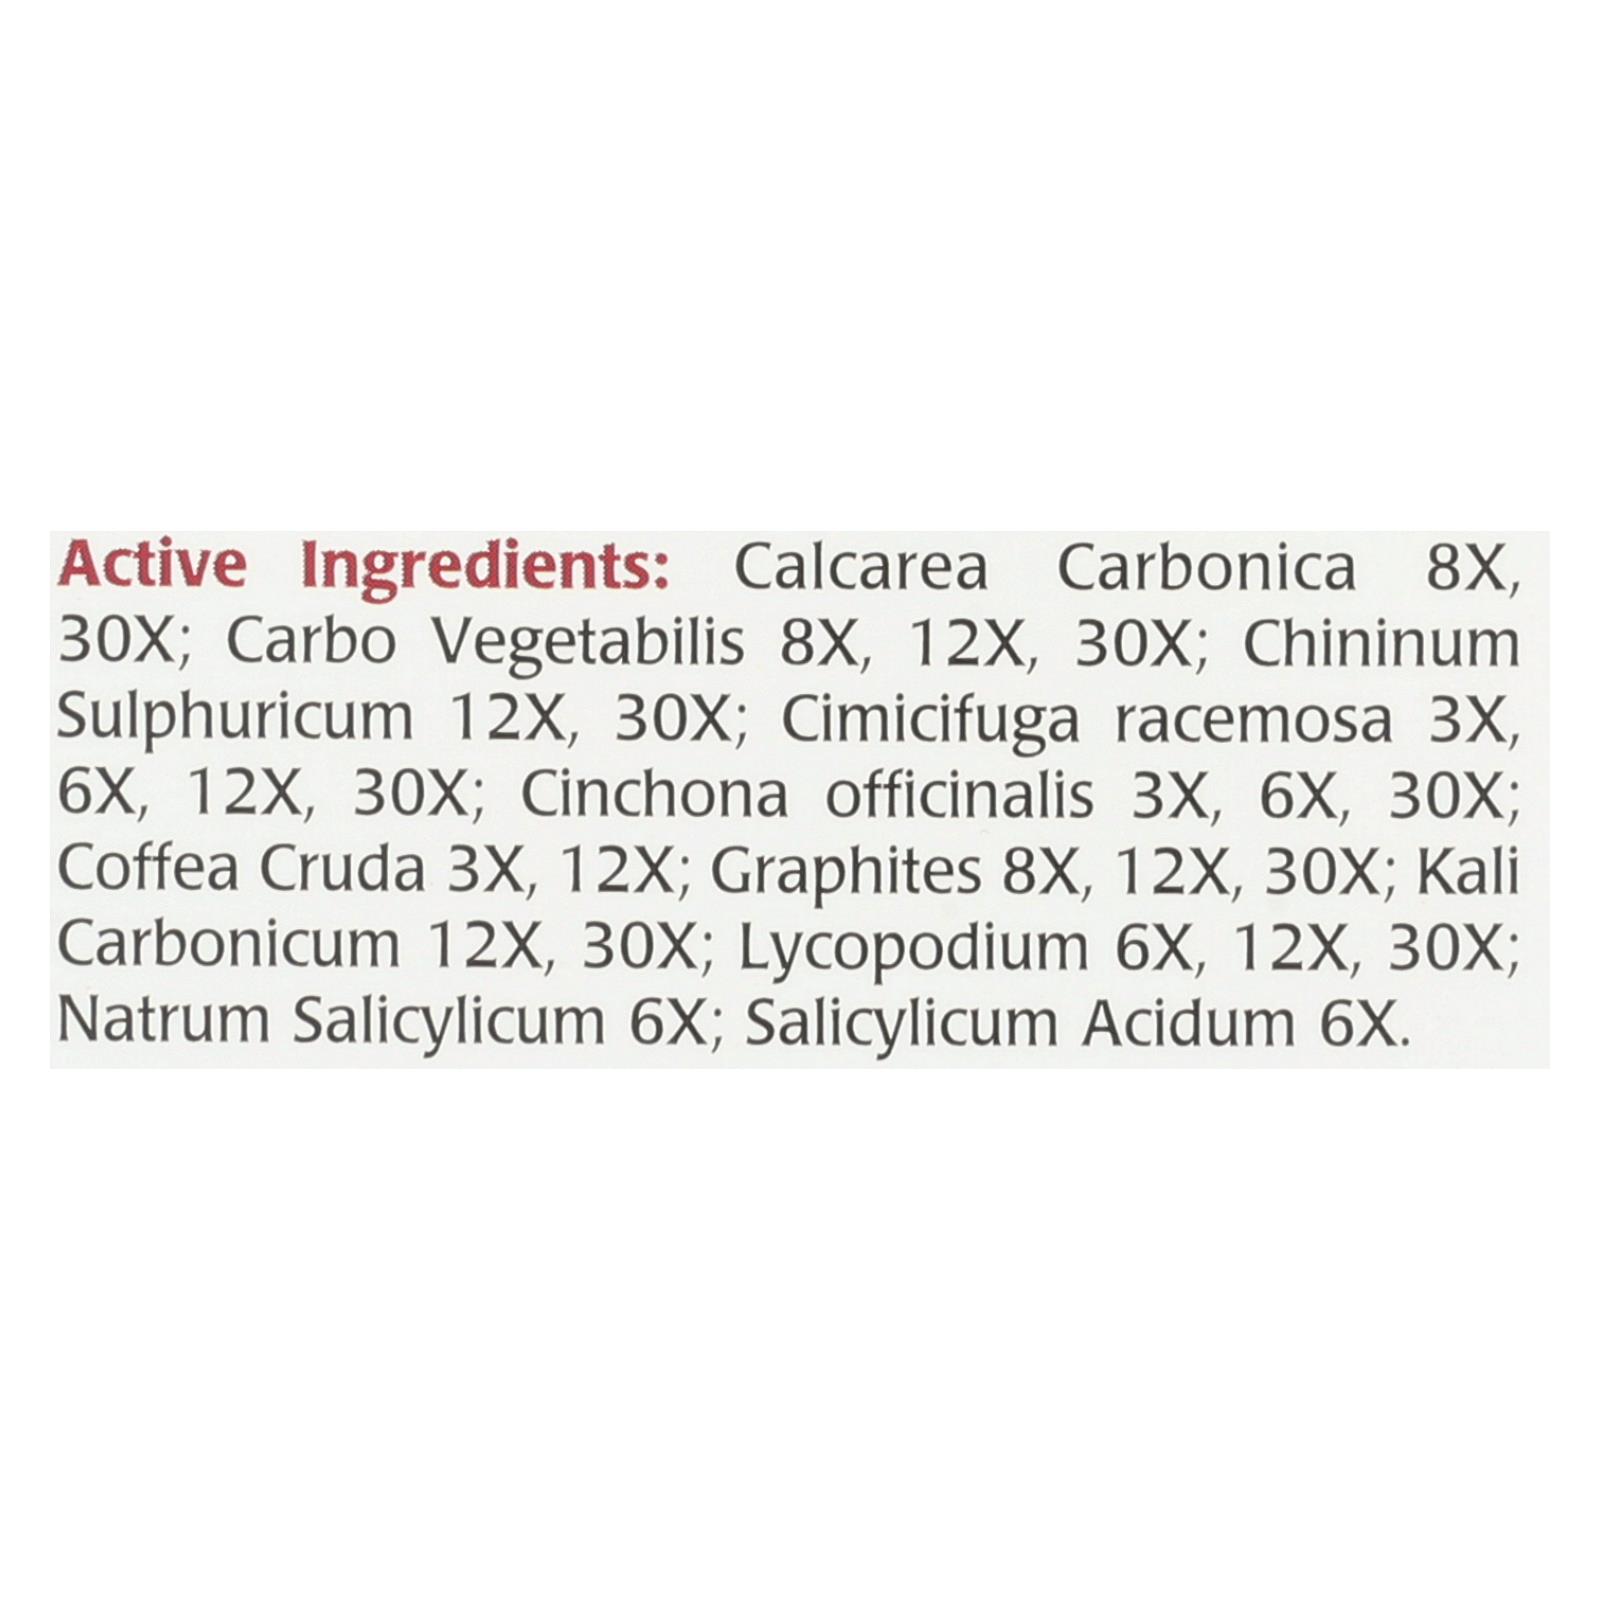 Active Ingredients: Calcarea Carbonica 8X,
30X; Carbo Vegetabilis 8X, 12X, 30X; Chininum
Sulphuricum 12X, 30X; Cimicifuga racemosa 3X,
6X, 12X, 30X; Cinchona officinalis 3X, 6X, 30X;
Coffea Cruda 3X, 12X; Graphites 8X, 12X, 30X; Kali
Carbonicum 12X, 30X; Lycopodium 6X, 12X, 30X;
Natrum Salicylicum 6X; Salicylicum Acidum 6X.